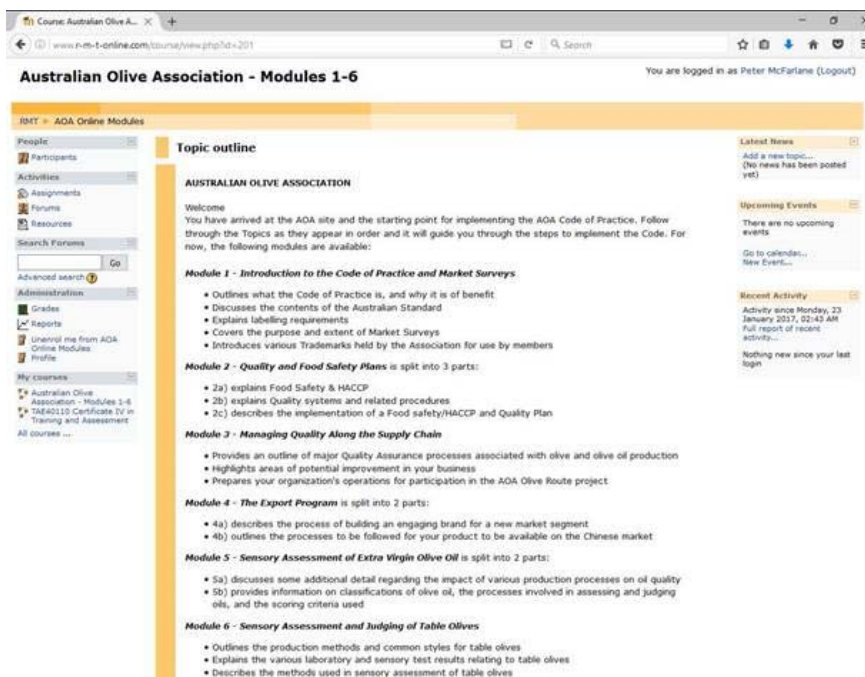 Course: Australian Olive A...
www.r-m-t-online.com/course/view.php?id=201
Search
Australian Olive Association - Modules 1-6
You are logged in as Peter McFarlane (Logout)
RMT ► AOA Online Modules
People
Participants
Activities
Assignments
Forums
Resources
Search Forums
Go
Advanced search
Administration
Grades
Reports
Unenrol me from AOA
Online Modules
Profile
My courses
Australian Olive
Association - Modules 1-6
TAE40110 Certificate IV in
Training and Assessment
All courses ...
Topic outline
AUSTRALIAN OLIVE ASSOCIATION
Welcome
You have arrived at the AOA site and the starting point for implementing the AOA Code of Practice. Follow
through the Topics as they appear in order and it will guide you through the steps to implement the Code. For
now, the following modules are available:
Module 1 - Introduction to the Code of Practice and Market Surveys
• Outlines what the Code of Practice is, and why it is of benefit
• Discusses the contents of the Australian Standard
• Explains labelling requirements
• Covers the purpose and extent of Market Surveys
• Introduces various Trademarks held by the Association for use by members
Module 2 - Quality and Food Safety Plans is split into 3 parts:
• 2a) explains Food Safety & HACCP
• 2b) explains Quality systems and related procedures
• 2c) describes the implementation of a Food safety/HACCP and Quality Plan
Module 3 - Managing Quality Along the Supply Chain
• Provides an outline of major Quality Assurance processes associated with olive and olive oil production
• Highlights areas of potential improvement in your business
• Prepares your organization's operations for participation in the AOA Olive Route project
Module 4 - The Export Program is split into 2 parts:
• 4a) describes the process of building an engaging brand for a new market segment
• 4b) outlines the processes to be followed for your product to be available on the Chinese market
Module 5 - Sensory Assessment of Extra Virgin Olive Oil is split into 2 parts:
• 5a) discusses some additional detail regarding the impact of various production processes on oil quality
• 5b) provides information on classifications of olive oil, the processes involved in assessing and judging
oils, and the scoring criteria used
Module 6 - Sensory Assessment and Judging of Table Olives
• Outlines the production methods and common styles for table olives
• Explains the various laboratory and sensory test results relating to table olives
• Describes the methods used in sensory assessment of table olives
Latest News
Add a new topic...
(No news has been posted
yet)
Upcoming Events
There are no upcoming
events
Go to calendar...
New Event...
Recent Activity
Activity since Monday, 23
January 2017, 02:43 AM
Full report of recent
activity...
Nothing new since your last
login